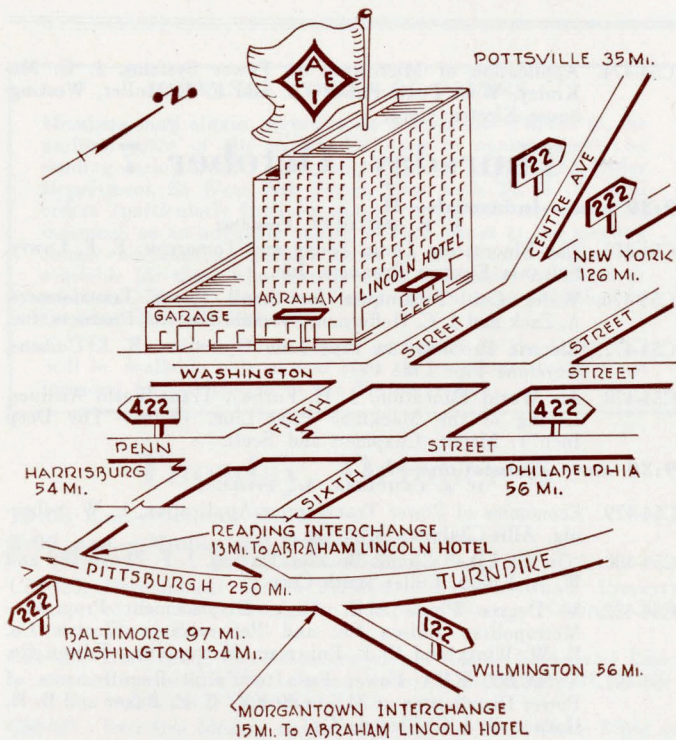 POTTSVILLE 35 MI.
A
E E
I
122
CENTRE AVE
222
NEW YORK
126 MI.
ABRAHAM LINCOLN HOTEL
GARAGE
WASHINGTON STREET
FIFTH STREET
STREET
422
422
PENN STREET
SIXTH
HARRISBURG
54 MI.
PHILADELPHIA
56 MI.
READING INTERCHANGE
13 MI. TO ABRAHAM LINCOLN HOTEL
PITTSBURGH 250 MI.
TURNPIKE
222
BALTIMORE 97 MI.
WASHINGTON 134 MI.
122
WILMINGTON 56 MI.
MORGANTOWN INTERCHANGE
15 MI. TO ABRAHAM LINCOLN HOTEL